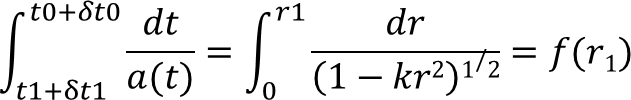 ∫_{t1+δt1}^{t0+δt0} dt/a(t) = ∫_0^{r1} dr/(1 − kr²)^{1/2} = f(r₁)